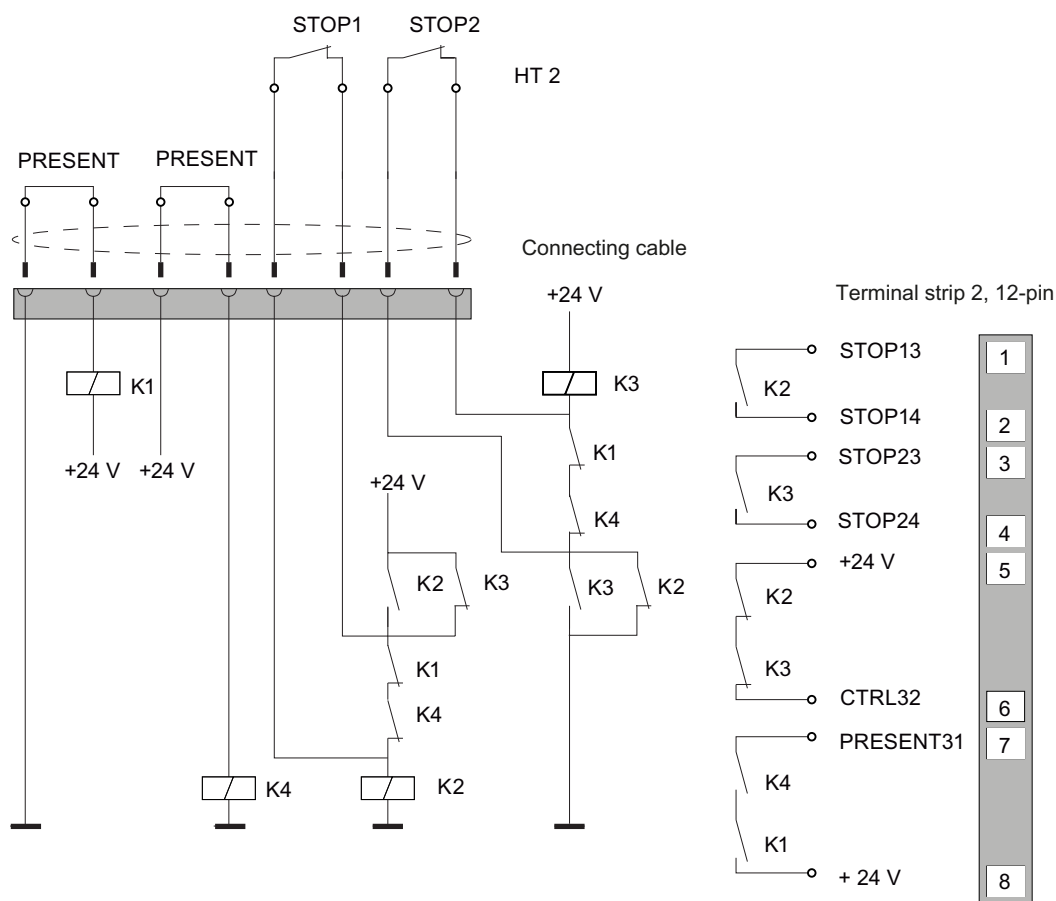 STOP1 STOP2
HT 2
PRESENT PRESENT
Connecting cable
+24 V
Terminal strip 2, 12-pin
STOP13 1
K1 K3 K2
STOP14 2
K1 STOP23 3
+24 V +24 V
+24 V K3
K4 STOP24 4
+24 V 5
K2 K3 K3 K2 K2
K1 K3
CTRL32 6
K4 PRESENT31 7
K4 K2 K4
K1
+ 24 V 8